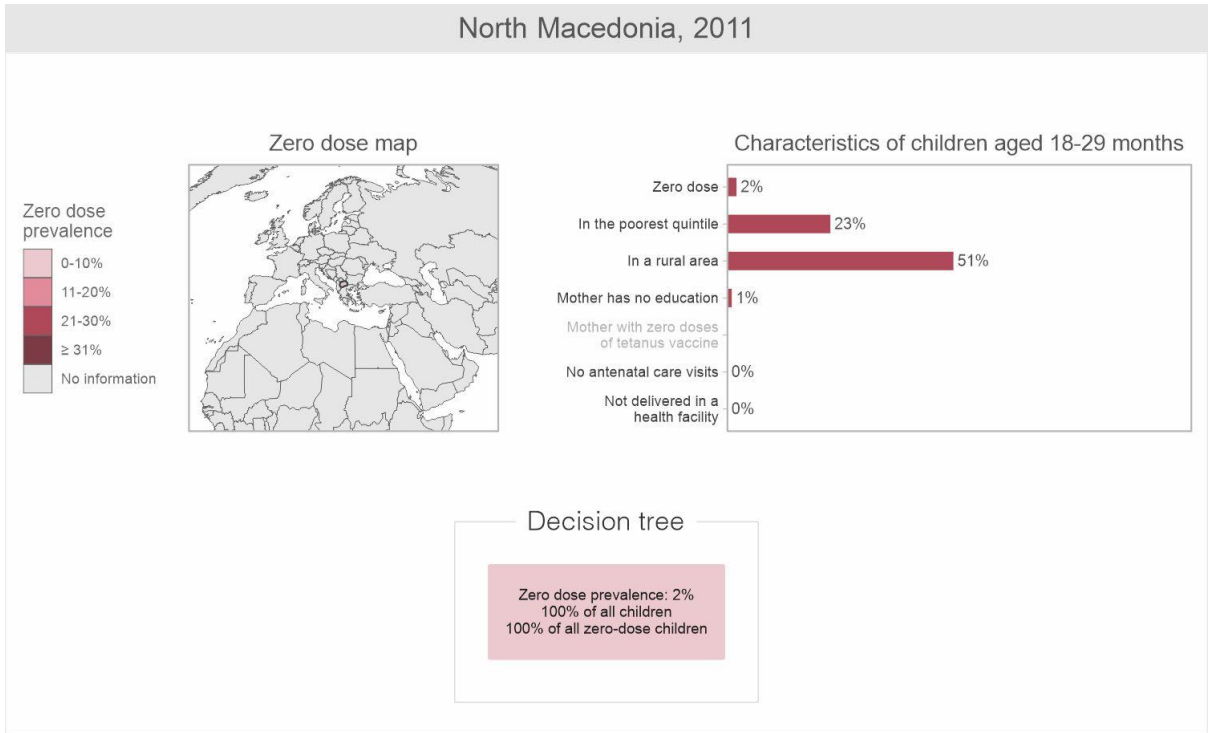 North Macedonia, 2011
Zero dose map
Zero dose
prevalence
0-10%
11-20%
21-30%
≥ 31%
No information
Characteristics of children aged 18-29 months
Zero dose
2%
In the poorest quintile
23%
In a rural area
51%
Mother has no education
1%
Mother with zero doses
of tetanus vaccine
No antenatal care visits
0%
Not delivered in a
health facility
0%
Decision tree
Zero dose prevalence: 2%
100% of all children
100% of all zero-dose children